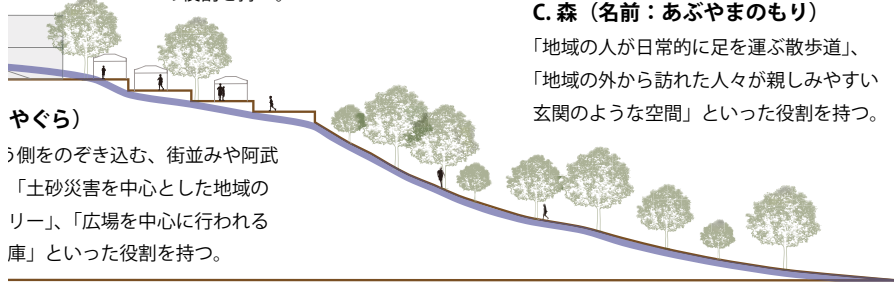 C. 森（名前：あぶやまのもり）
「地域の人が日常的に足を運ぶ散歩道」、
「地域の外から訪れた人々が親しみやすい
玄関のような空間」といった役割を持つ。
やぐら）
側をのぞき込む、街並みや阿武
「土砂災害を中心とした地域の
リー」、「広場を中心に行われる
庫」といった役割を持つ。